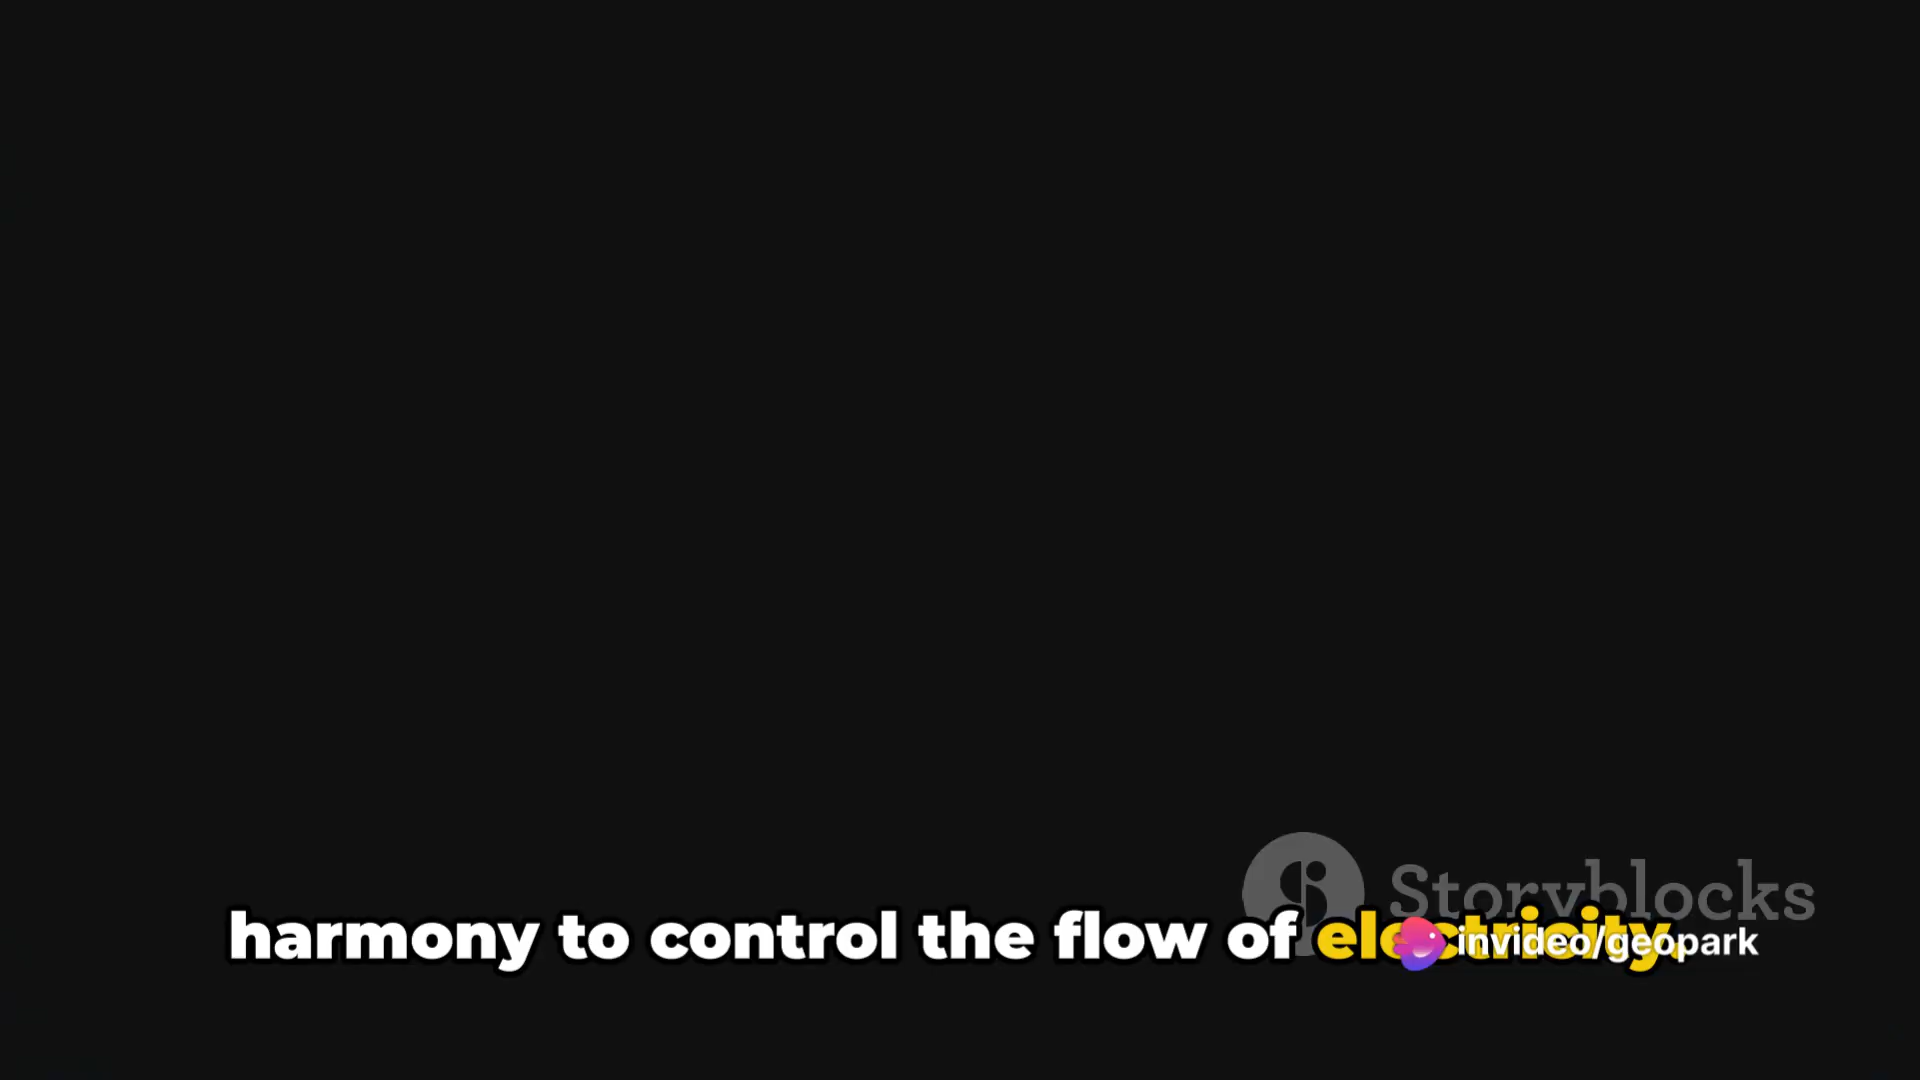 Storyblocks
harmony to control the flow of electricity.
invideo/geopark